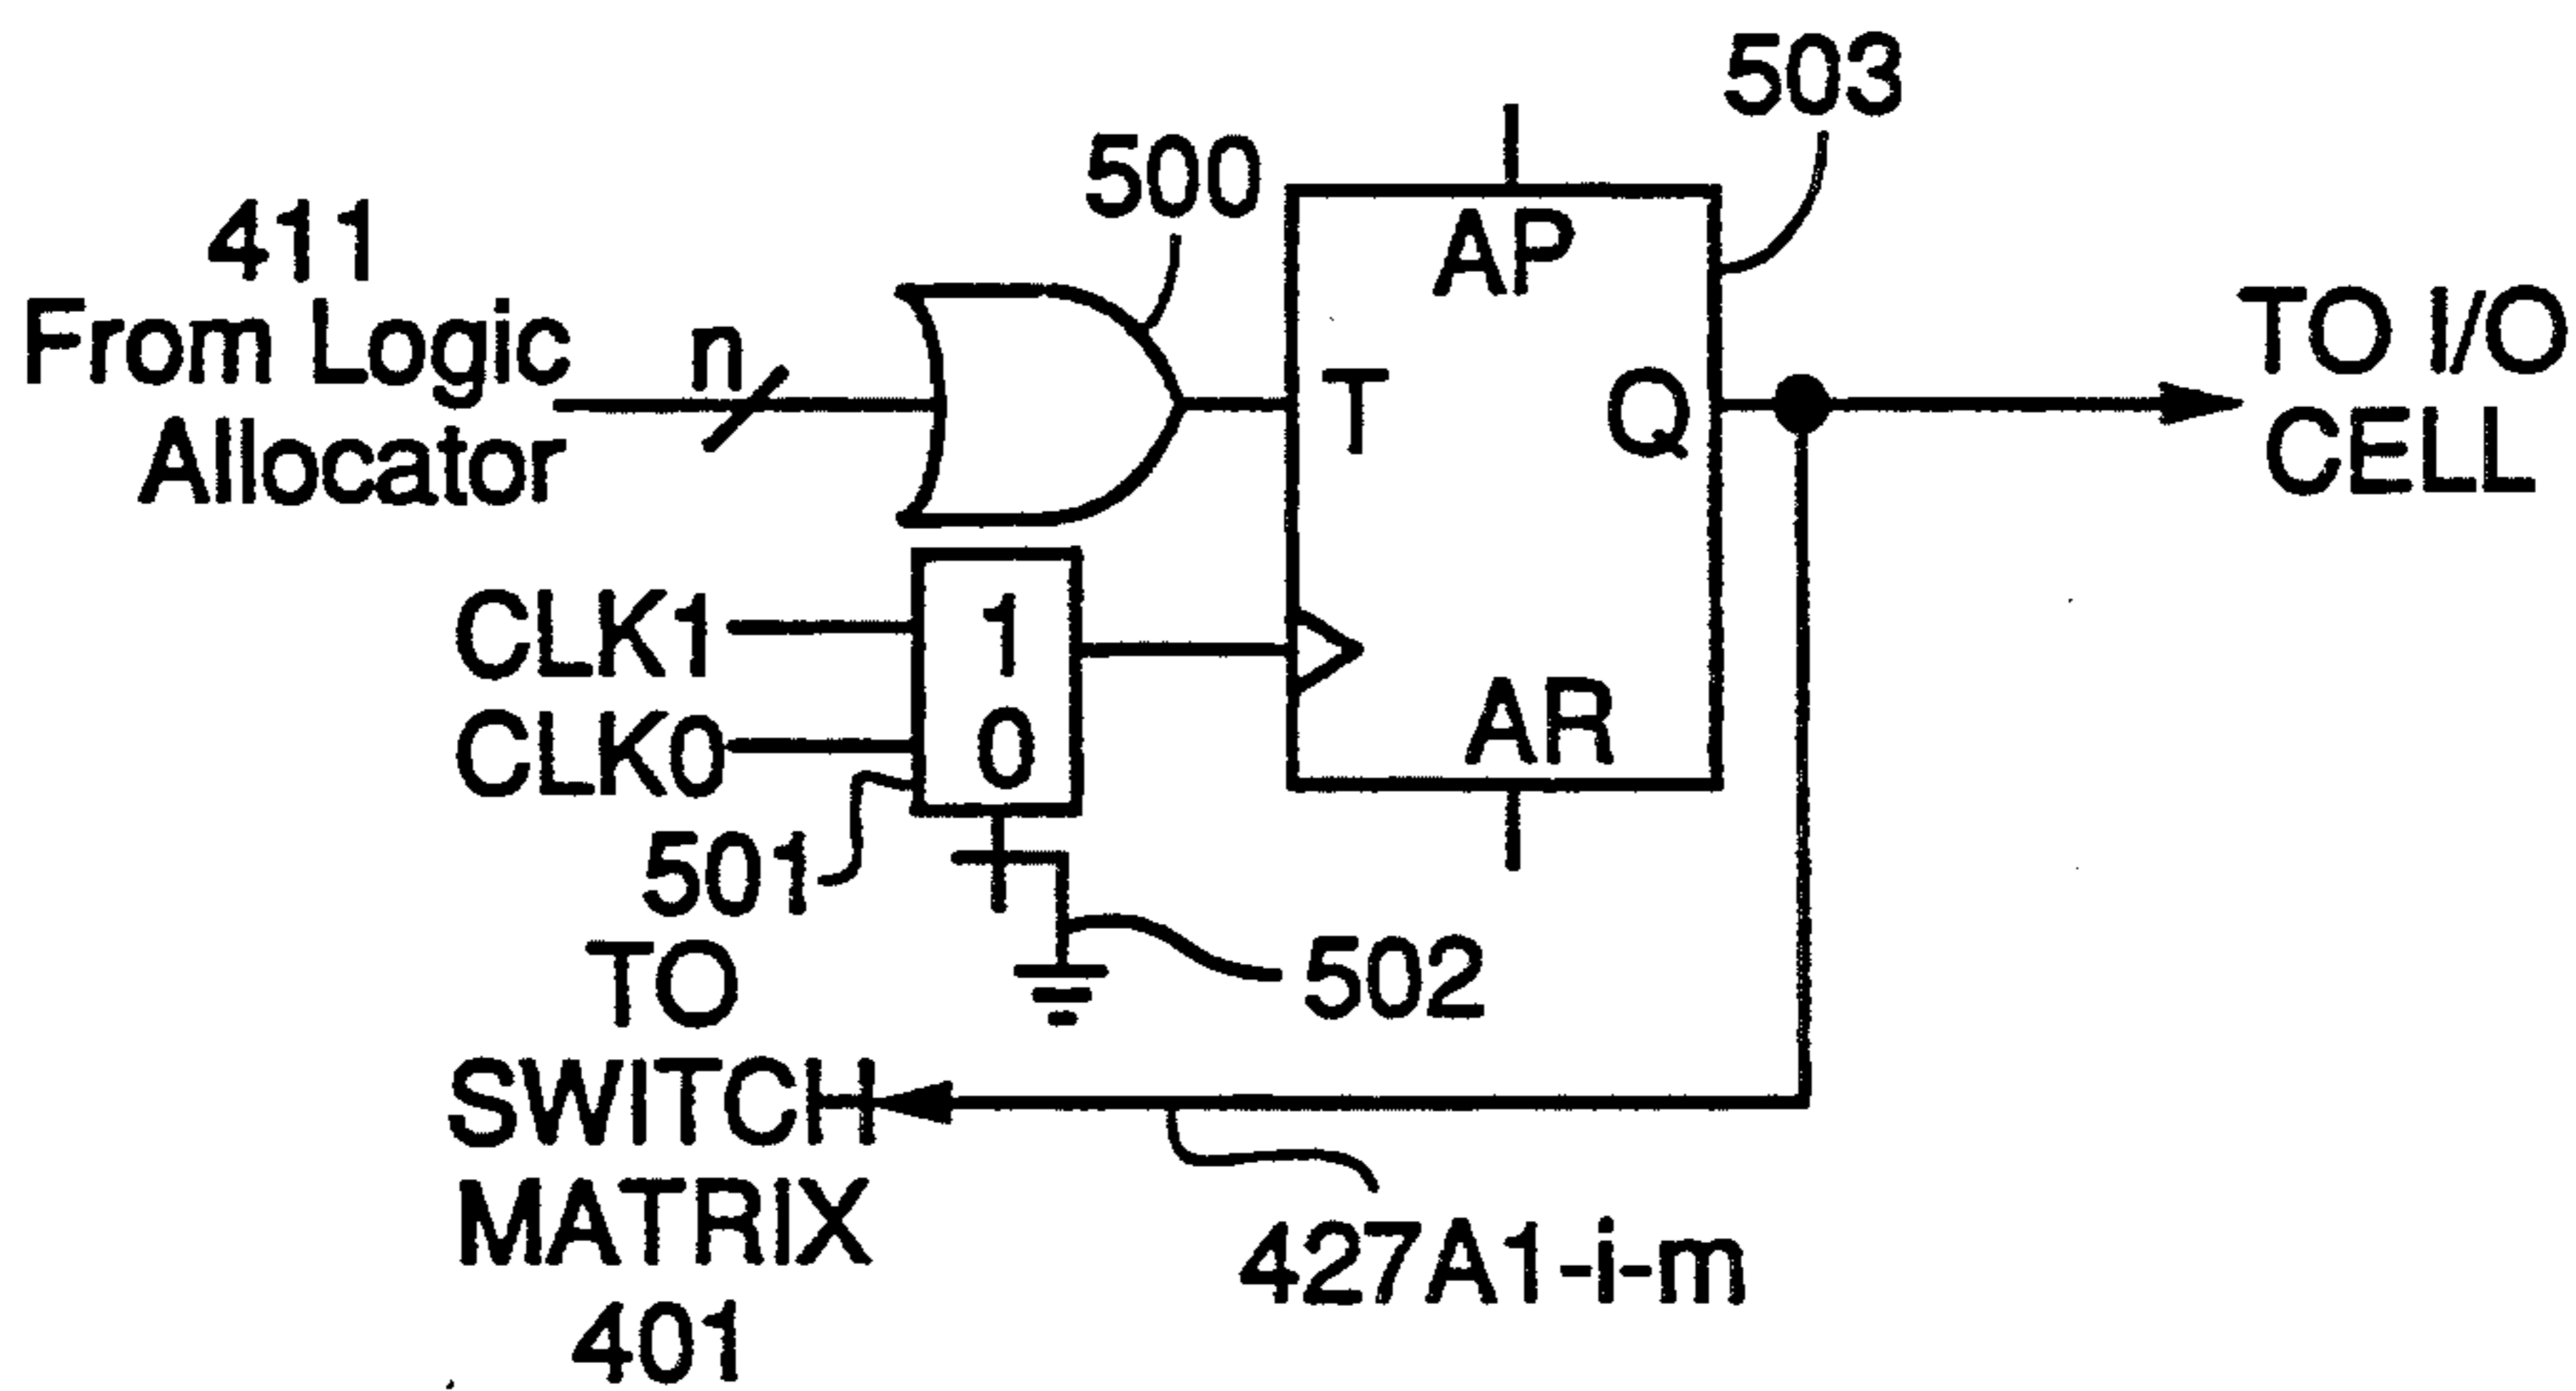 503
500
411
From Logic
Allocator
n
AP
T
Q
TO I/O
CELL
CLK1
CLK0
1
0
AR
501
502
TO
SWITCH
MATRIX
401
427A1-i-m